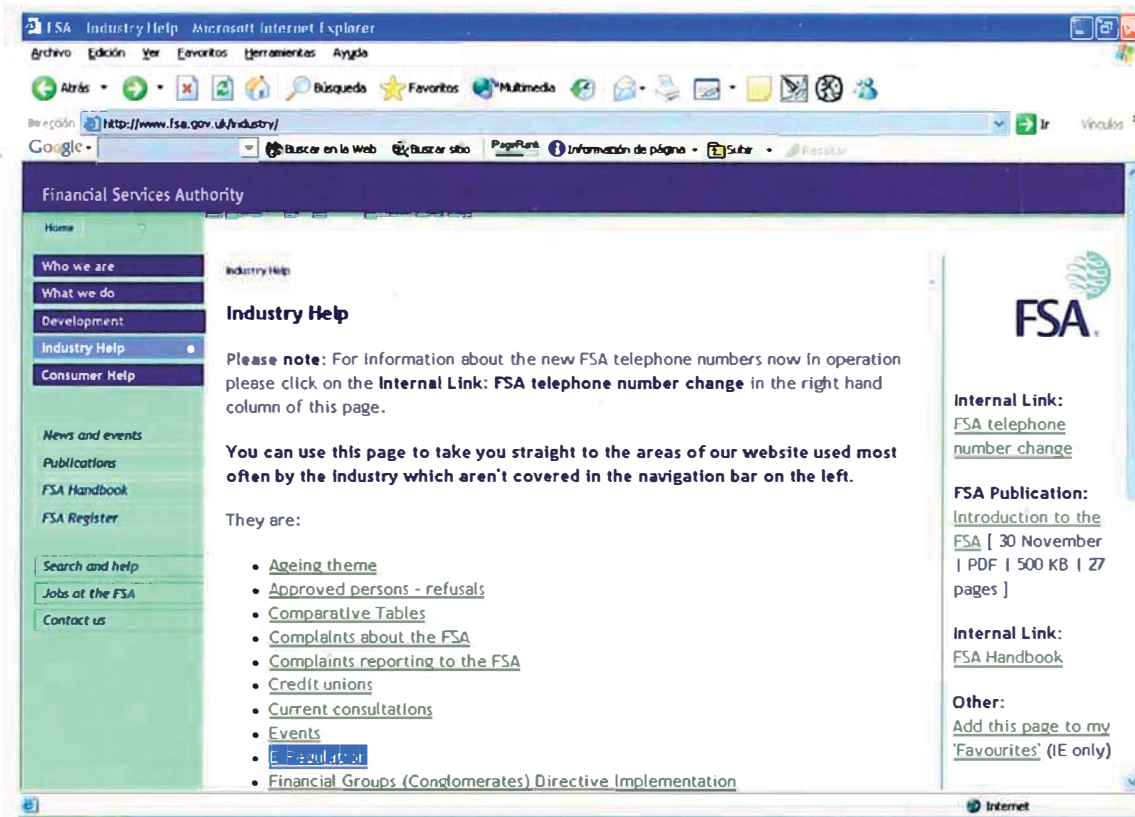 FSA Industry Help Microsoft Internet Explorer
Archivo Edición Ver Favoritos Herramientas Ayuda
Atrás Búsqueda Favoritos Multimedia
Dirección http://www.fsa.gov.uk/industry/ Ir Vínculos
Google Buscar en la Web Buscar sitio PageRank Información de página Subir Resaltar
Financial Services Authority
Home
Who we are
What we do
Development
Industry Help
Consumer Help
News and events
Publications
FSA Handbook
FSA Register
Search and help
Jobs at the FSA
Contact us
Industry Help
Industry Help
Please note: For information about the new FSA telephone numbers now in operation
please click on the Internal Link: FSA telephone number change in the right hand
column of this page.
You can use this page to take you straight to the areas of our website used most
often by the industry which aren't covered in the navigation bar on the left.
They are:
• Ageing theme
• Approved persons - refusals
• Comparative Tables
• Complaints about the FSA
• Complaints reporting to the FSA
• Credit unions
• Current consultations
• Events
• E-Regulation
• Financial Groups (Conglomerates) Directive Implementation
FSA
Internal Link:
FSA telephone
number change
FSA Publication:
Introduction to the
FSA [ 30 November
| PDF | 500 KB | 27
pages ]
Internal Link:
FSA Handbook
Other:
Add this page to my
'Favourites' (IE only)
Internet